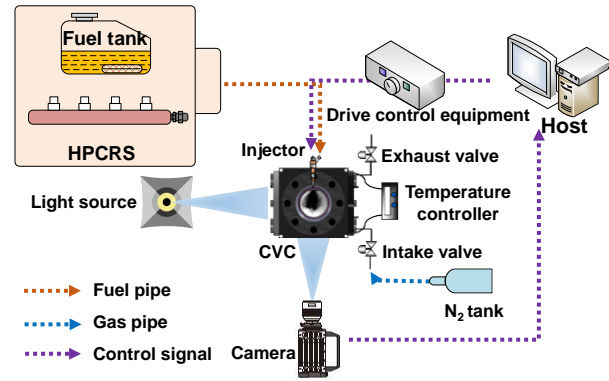 Fuel tank
HPCRS
Drive control equipment
Host
Injector
Exhaust valve
Light source
Temperature
controller
CVC
Intake valve
Fuel pipe
Gas pipe
N2 tank
Control signal
Camera